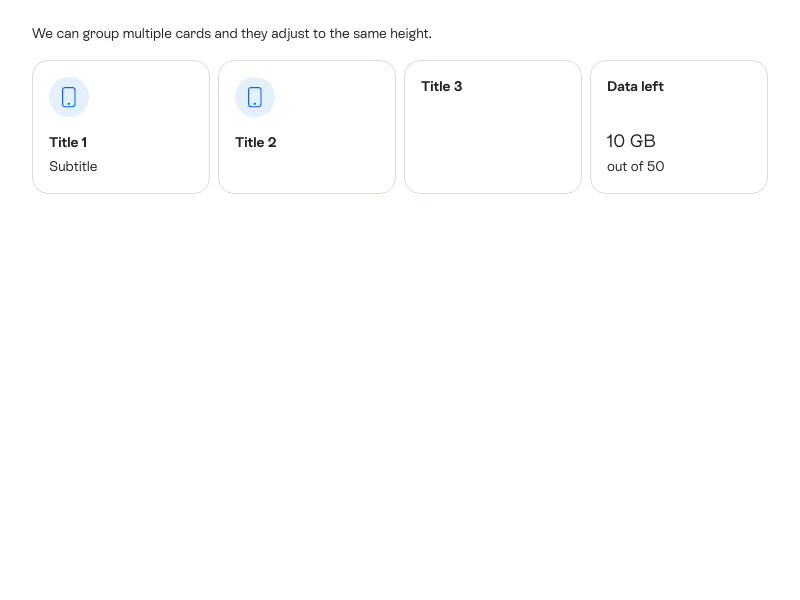 We can group multiple cards and they adjust to the same height.
Title 1
Subtitle
Title 2
Title 3
Data left
10 GB
out of 50